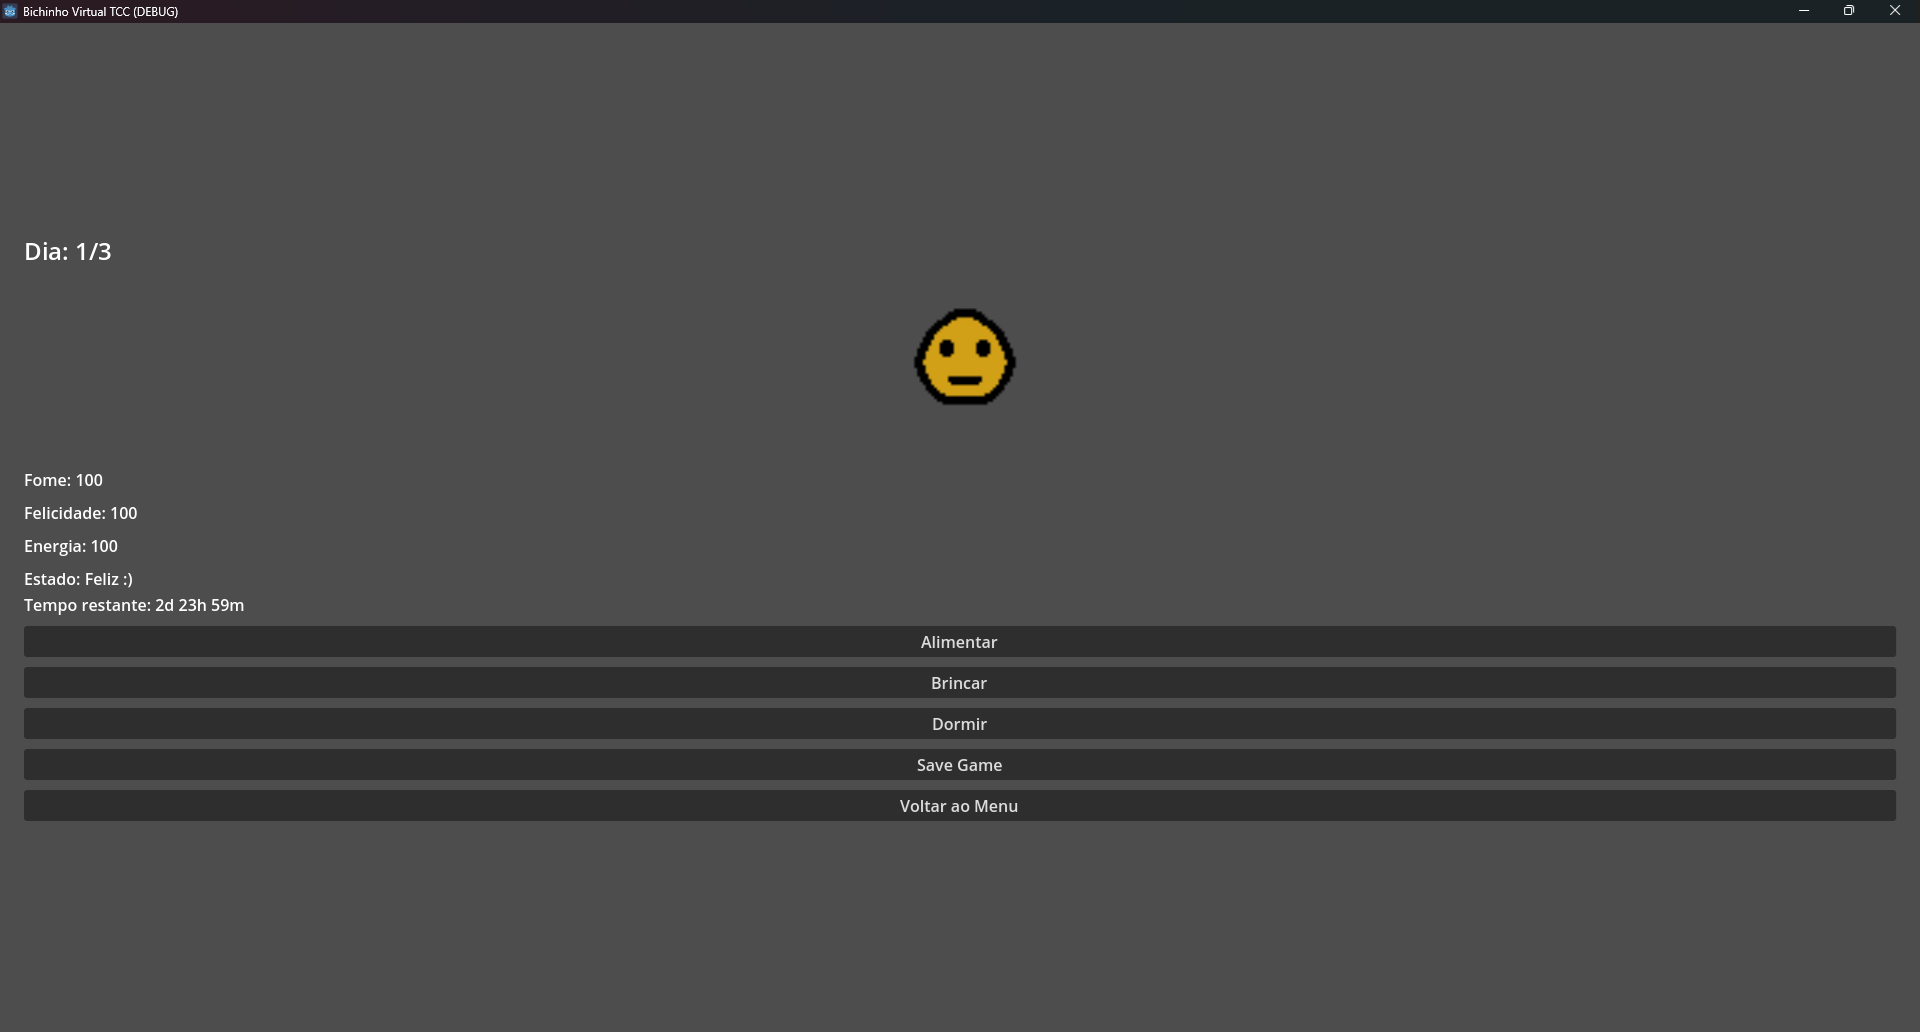 Bichinho Virtual TCC (DEBUG)
Dia: 1/3
Fome: 100
Felicidade: 100
Energia: 100
Estado: Feliz :)
Tempo restante: 2d 23h 59m
Alimentar
Brincar
Dormir
Save Game
Voltar ao Menu